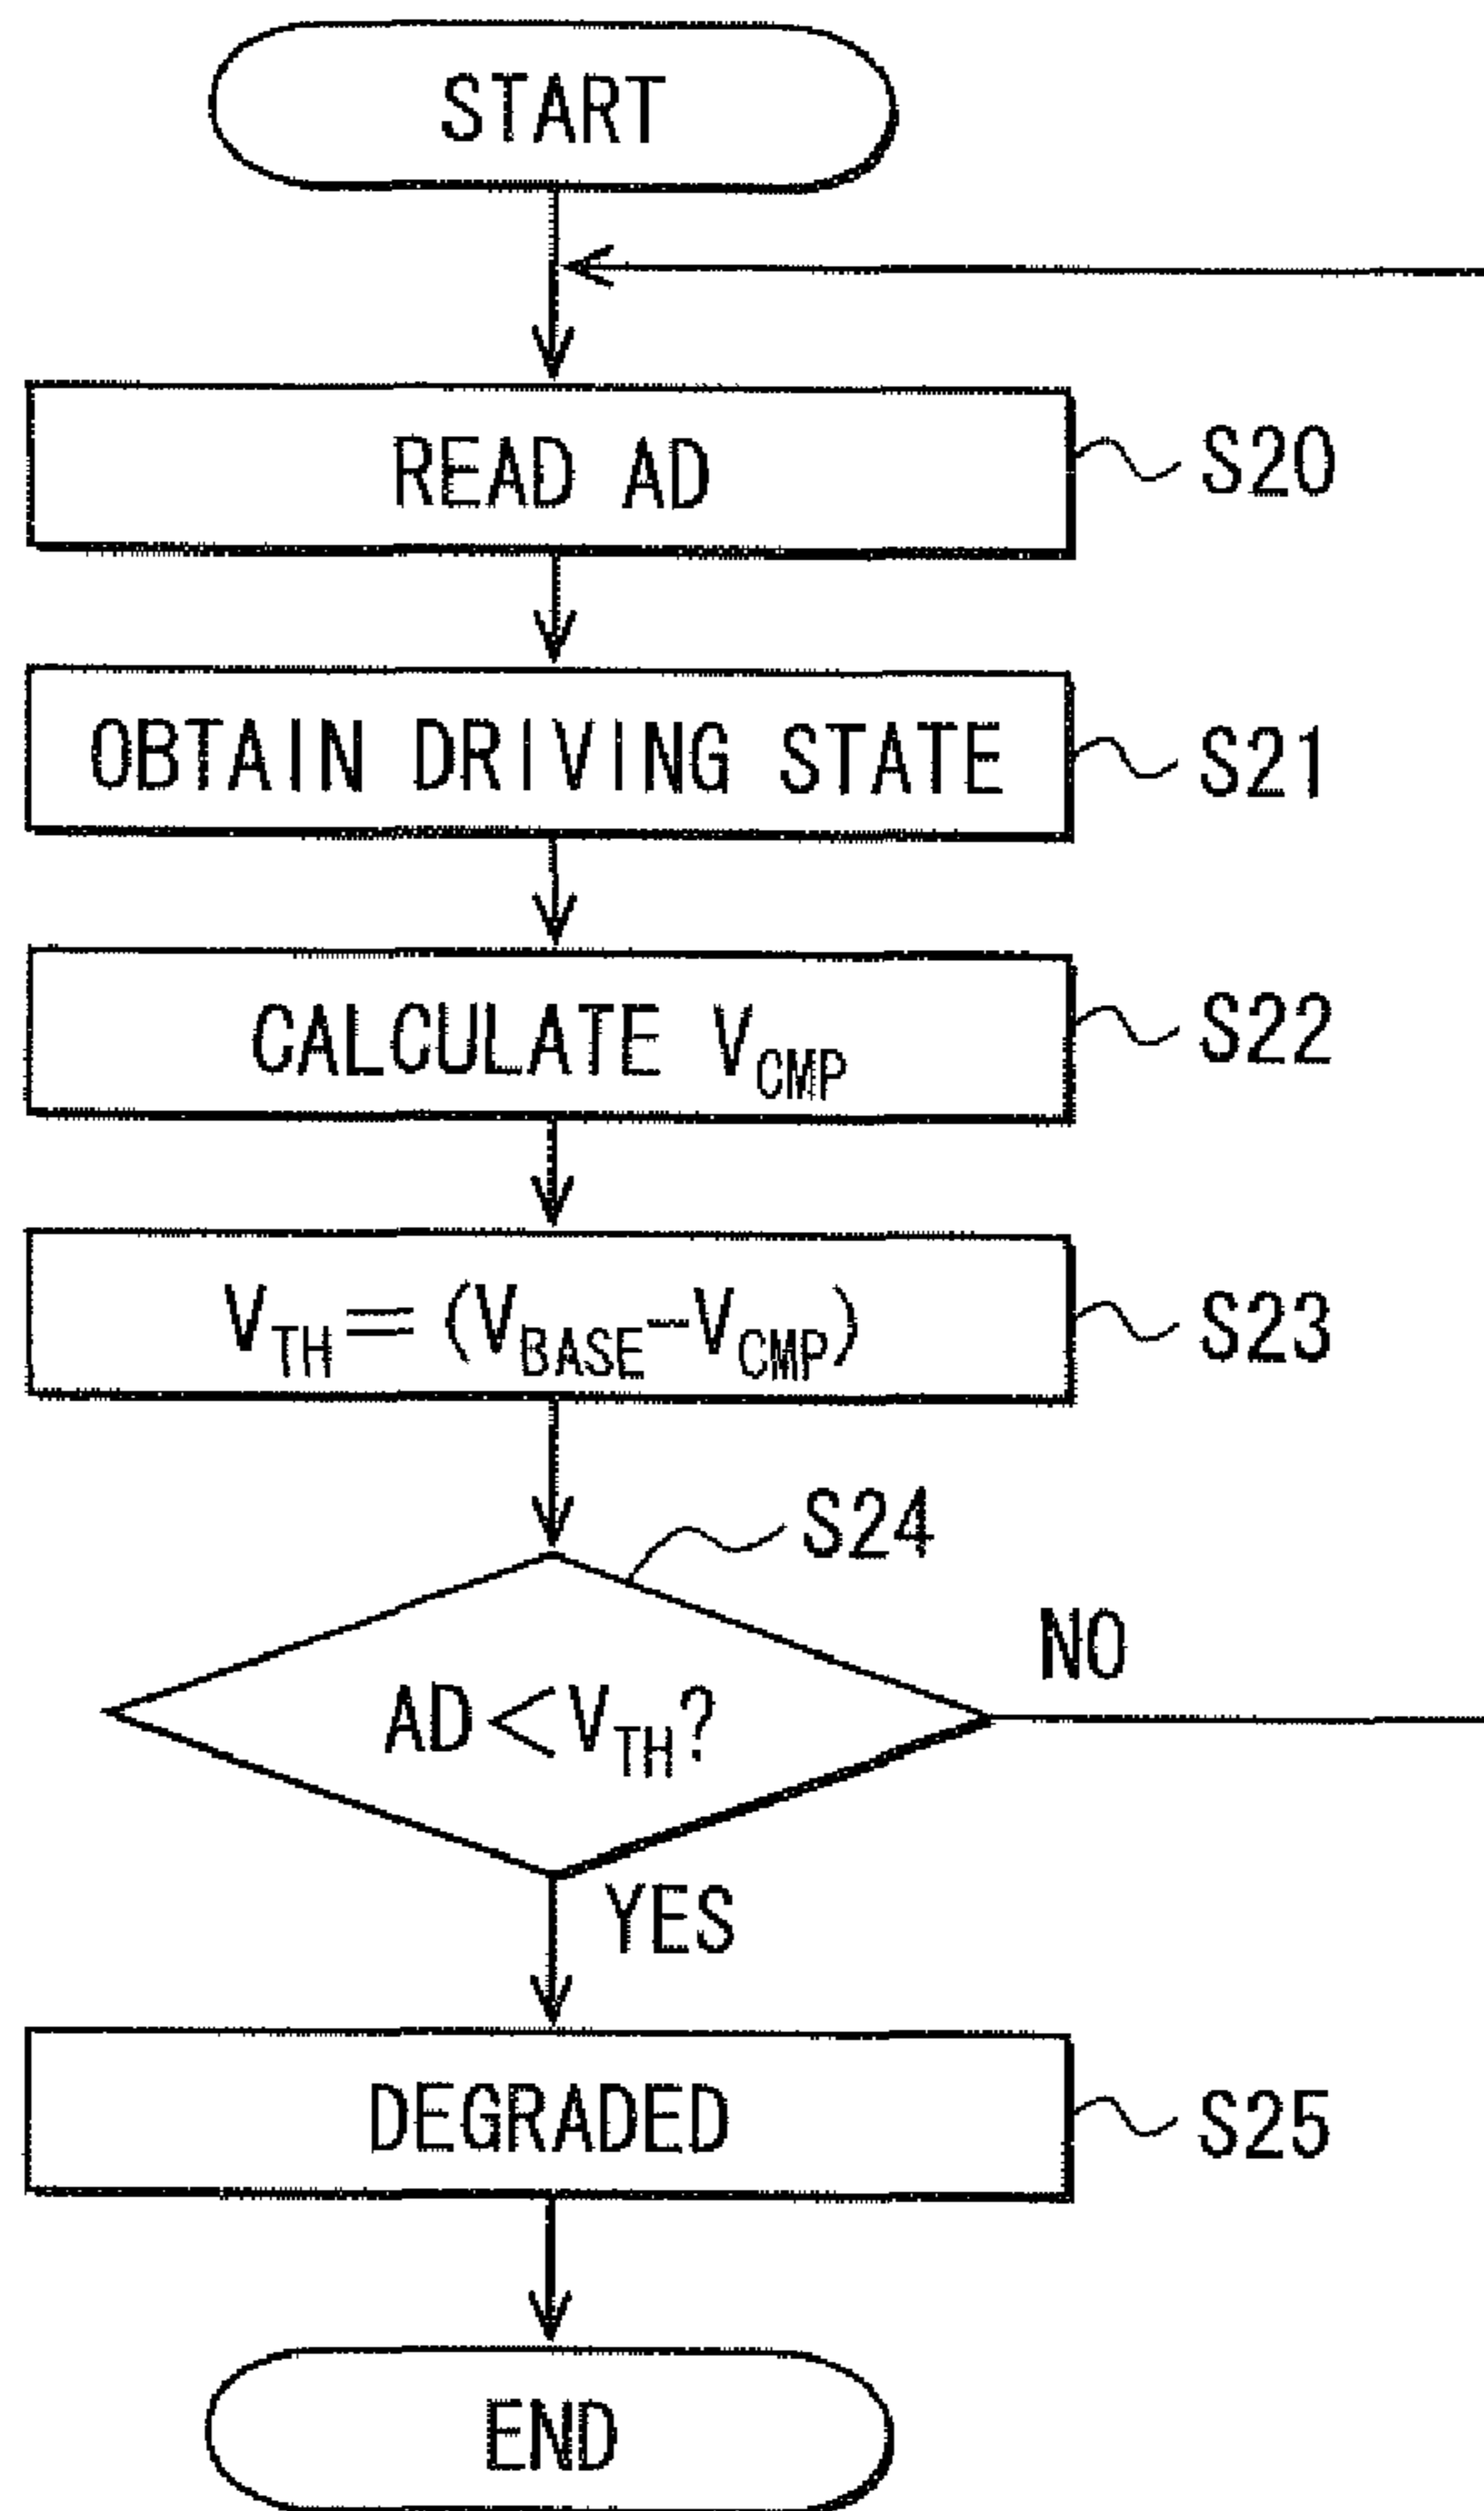 START
READ AD
S20
OBTAIN DRIVING STATE
S21
CALCULATE V_CMP
S22
V_TH=(V_BASE-V_CMP)
S23
S24
AD<V_TH?
NO
YES
DEGRADED
S25
END